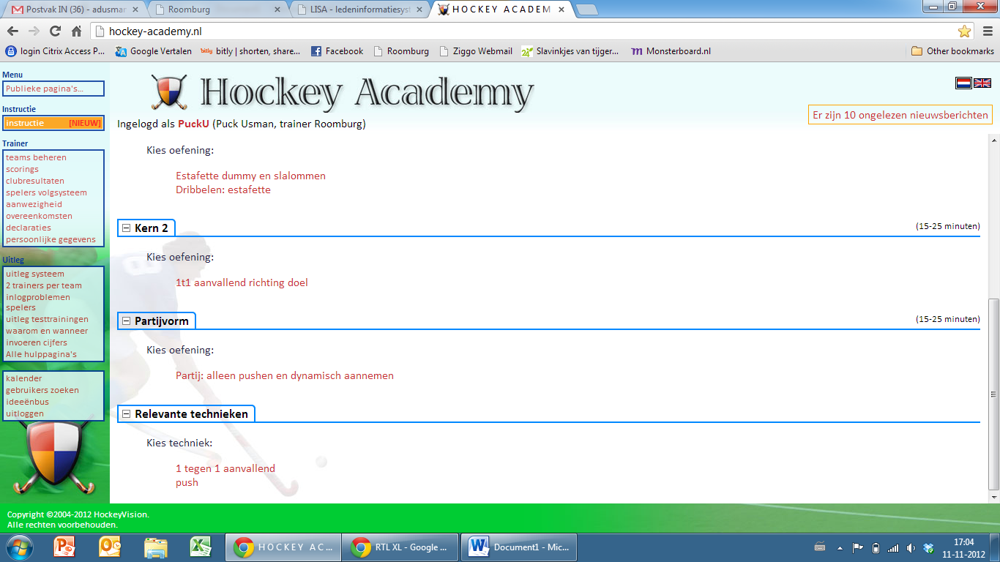 Postvak IN (36) - adusmar
Roomburg
LISA - ledeninformatiesyst
H O C K E Y  A C A D E M
hockey-academy.nl
login Citrix Access P...
Google Vertalen
bitly | shorten, share...
Facebook
Roomburg
Ziggo Webmail
Slavinkjes van tijger...
Monsterboard.nl
Other bookmarks
Menu
Publieke pagina's...
Instructie
instructie [NIEUW]
Trainer
teams beheren
scorings
clubresultaten
spelers volgsysteem
aanwezigheid
overeenkomsten
declaraties
persoonlijke gegevens
Uitleg
uitleg systeem
2 trainers per team
inlogproblemen
spelers
uitleg testtrainingen
waarom en wanneer
invoeren cijfers
Alle hulppagina's
kalender
gebruikers zoeken
ideeënbus
uitloggen
Hockey Academy
Ingelogd als PuckU (Puck Usman, trainer Roomburg)
Er zijn 10 ongelezen nieuwsberichten
Kies oefening:
Estafette dummy en slalommen
Dribbelen: estafette
Kern 2 (15-25 minuten)
Kies oefening:
1t1 aanvallend richting doel
Partijvorm (15-25 minuten)
Kies oefening:
Partij: alleen pushen en dynamisch aannemen
Relevante technieken
Kies techniek:
1 tegen 1 aanvallend
push
Copyright ©2004-2012 HockeyVision.
Alle rechten voorbehouden.
H O C K E Y  A C ...
RTL XL - Google ...
Document1 - Mic...
17:04
11-11-2012